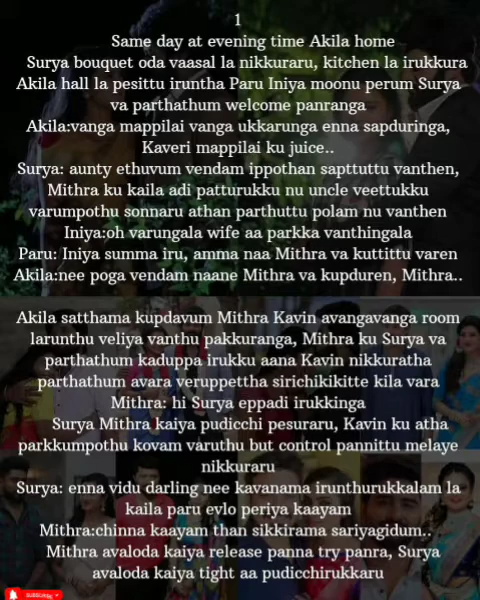 1
Same day at evening time Akila home
Surya bouquet oda vaasal la nikkuraru, kitchen la irukkura
Akila hall la pesittu iruntha Paru Iniya moonu perum Surya
va parthathum welcome panranga
Akila:vanga mappilai vanga ukkarunga enna sapduringa,
Kaveri mappilai ku juice..
Surya: aunty ethuvum vendam ippothan sapttuttu vanthen,
Mithra ku kaila adi patturukku nu uncle veettukku
varumpothu sonnaru athan parthuttu polam nu vanthen
Iniya:oh varungala wife aa parkka vanthingala
Paru: Iniya summa iru, amma naa Mithra va kuttittu varen
Akila:nee poga vendam naane Mithra va kupduren, Mithra..
Akila satthama kupdavum Mithra Kavin avangavanga room
larunthu veliya vanthu pakkuranga, Mithra ku Surya va
parthathum kaduppa irukku aana Kavin nikkuratha
parthathum avara veruppettha sirichikikitte kila vara
Mithra: hi Surya eppadi irukkinga
Surya Mithra kaiya pudicchi pesuraru, Kavin ku atha
parkkumpothu kovam varuthu but control pannittu melaye
nikkuraru
Surya: enna vidu darling nee kavanama irunthurukkalam la
kaila paru evlo periya kaayam
Mithra:chinna kaayam than sikkirama sariyagidum..
Mithra avaloda kaiya release panna try panra, Surya
avaloda kaiya tight aa pudicchirukkaru
SUBSCRIBE